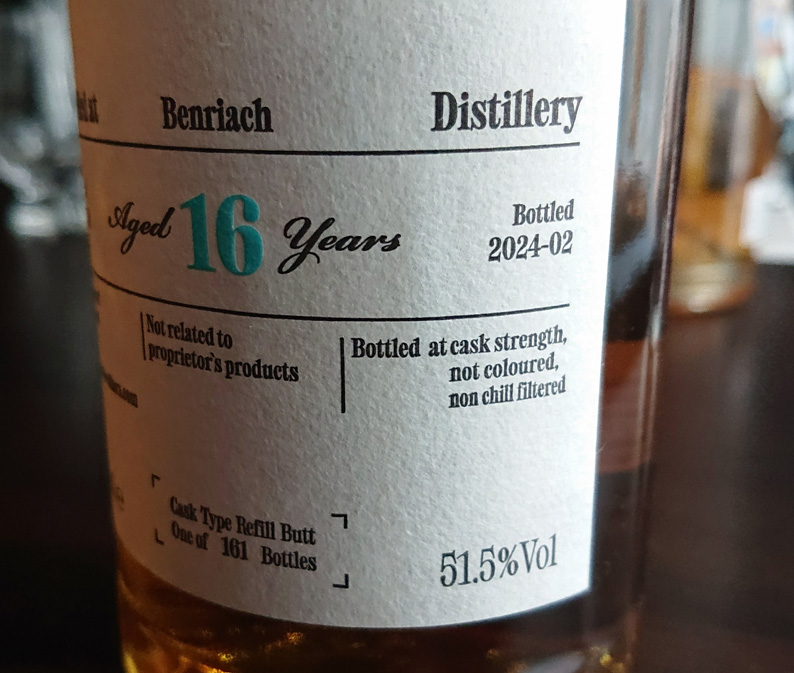 Benriach Distillery
Aged 16 Years
Bottled
2024-02
Not related to
proprietor's products
Bottled at cask strength,
not coloured,
non chill filtered
Cask Type Refill Butt
One of 161 Bottles
51.5%Vol